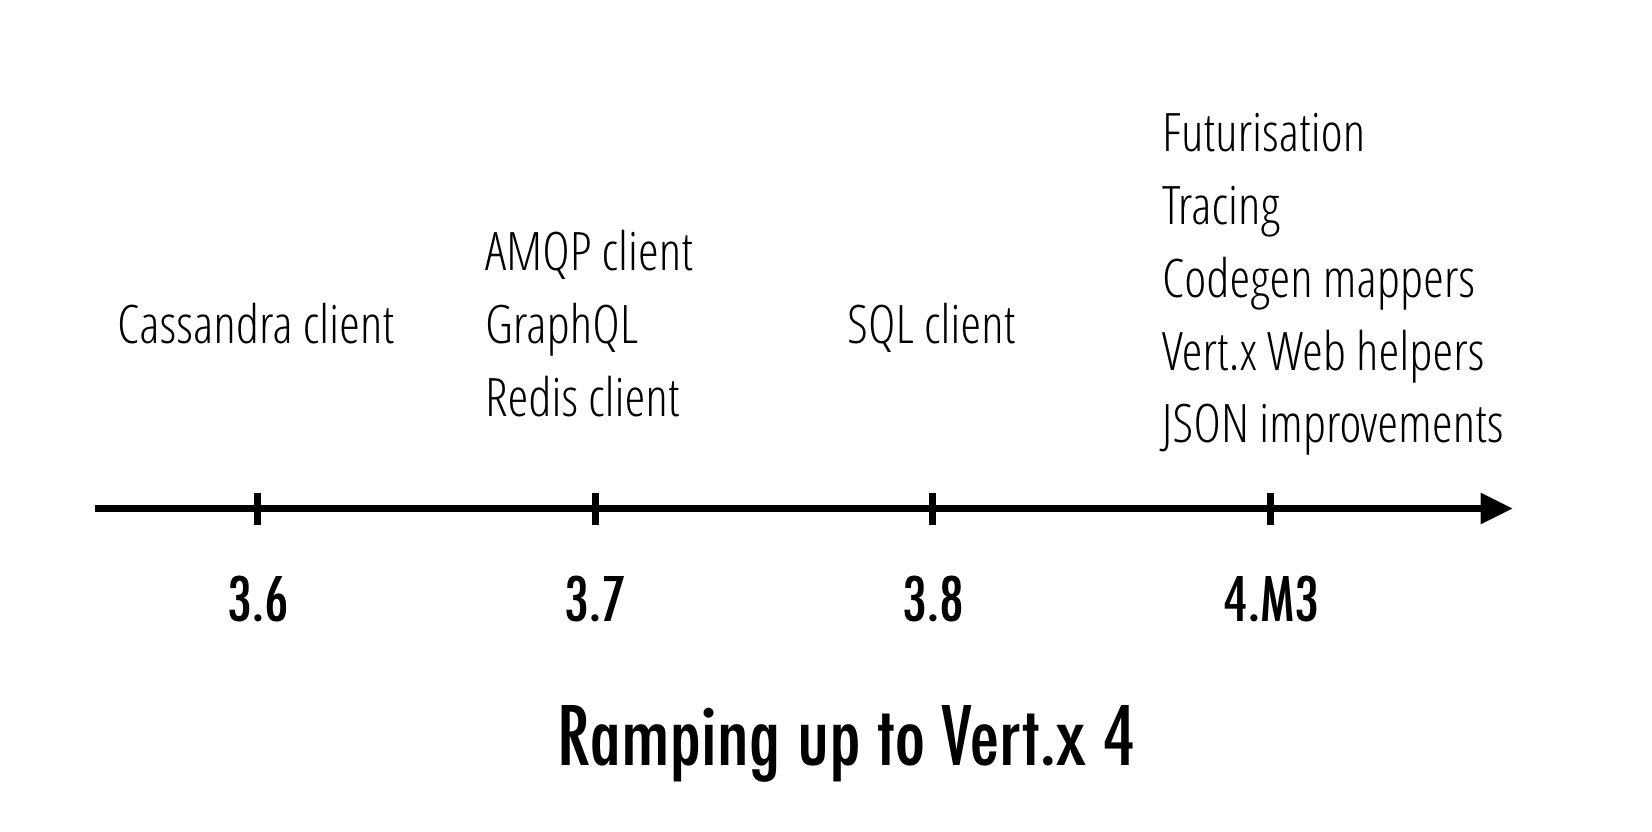 Cassandra client
AMQP client
GraphQL
Redis client
SQL client
Futurisation
Tracing
Codegen mappers
Vert.x Web helpers
JSON improvements
3.6
3.7
3.8
4.M3
Ramping up to Vert.x 4